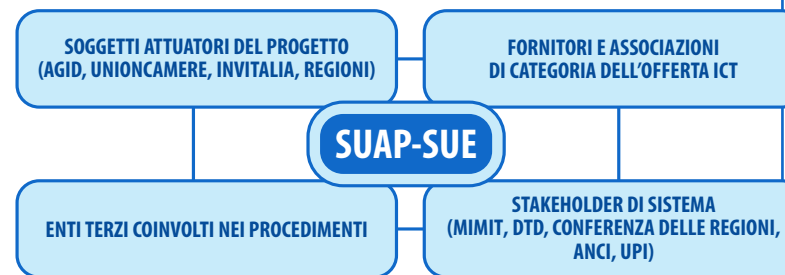 SOGGETTI ATTUATORI DEL PROGETTO
(AGID, UNIONCAMERE, INVITALIA, REGIONI)
FORNITORI E ASSOCIAZIONI
DI CATEGORIA DELL'OFFERTA ICT
SUAP-SUE
ENTI TERZI COINVOLTI NEI PROCEDIMENTI
STAKEHOLDER DI SISTEMA
(MIMIT, DTD, CONFERENZA DELLE REGIONI,
ANCI, UPI)